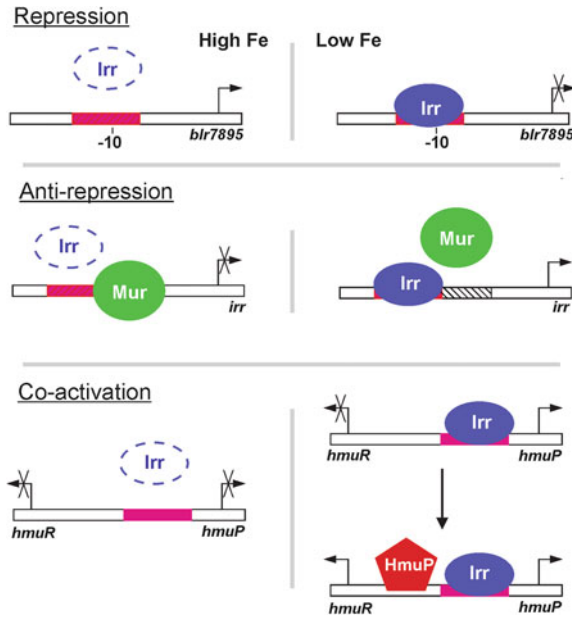 Repression
High Fe
Low Fe
Irr
blr7895
-10
Irr
blr7895
-10
Anti-repression
Irr
Mur
irr
Mur
Irr
irr
Co-activation
Irr
hmuR
hmuP
Irr
hmuR
hmuP
HmuP
Irr
hmuR
hmuP